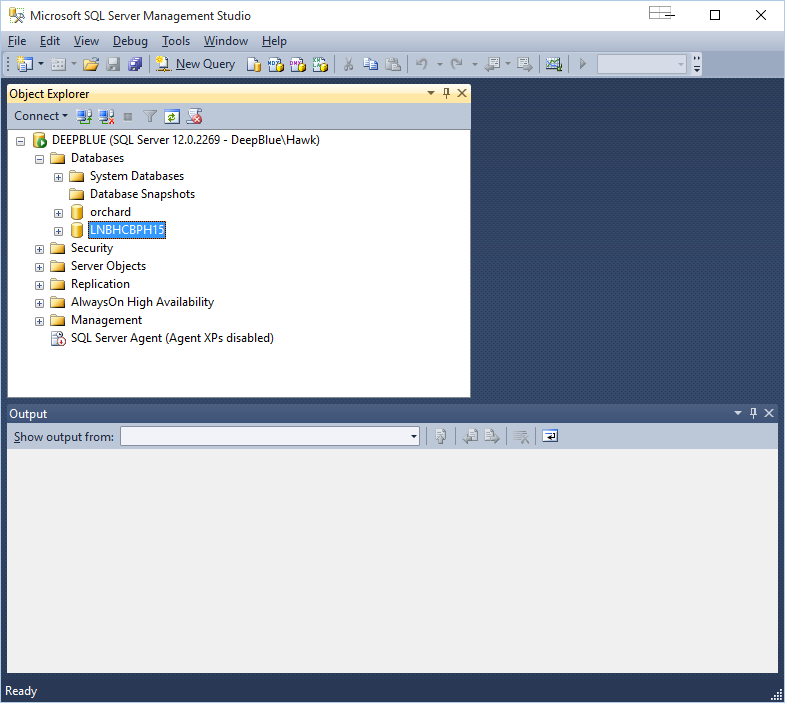 Microsoft SQL Server Management Studio
File Edit View Debug Tools Window Help
New Query
Object Explorer
Connect
DEEPBLUE (SQL Server 12.0.2269 - DeepBlue\Hawk)
Databases
System Databases
Database Snapshots
orchard
LNBHCBPH15
Security
Server Objects
Replication
AlwaysOn High Availability
Management
SQL Server Agent (Agent XPs disabled)
Output
Show output from:
Ready